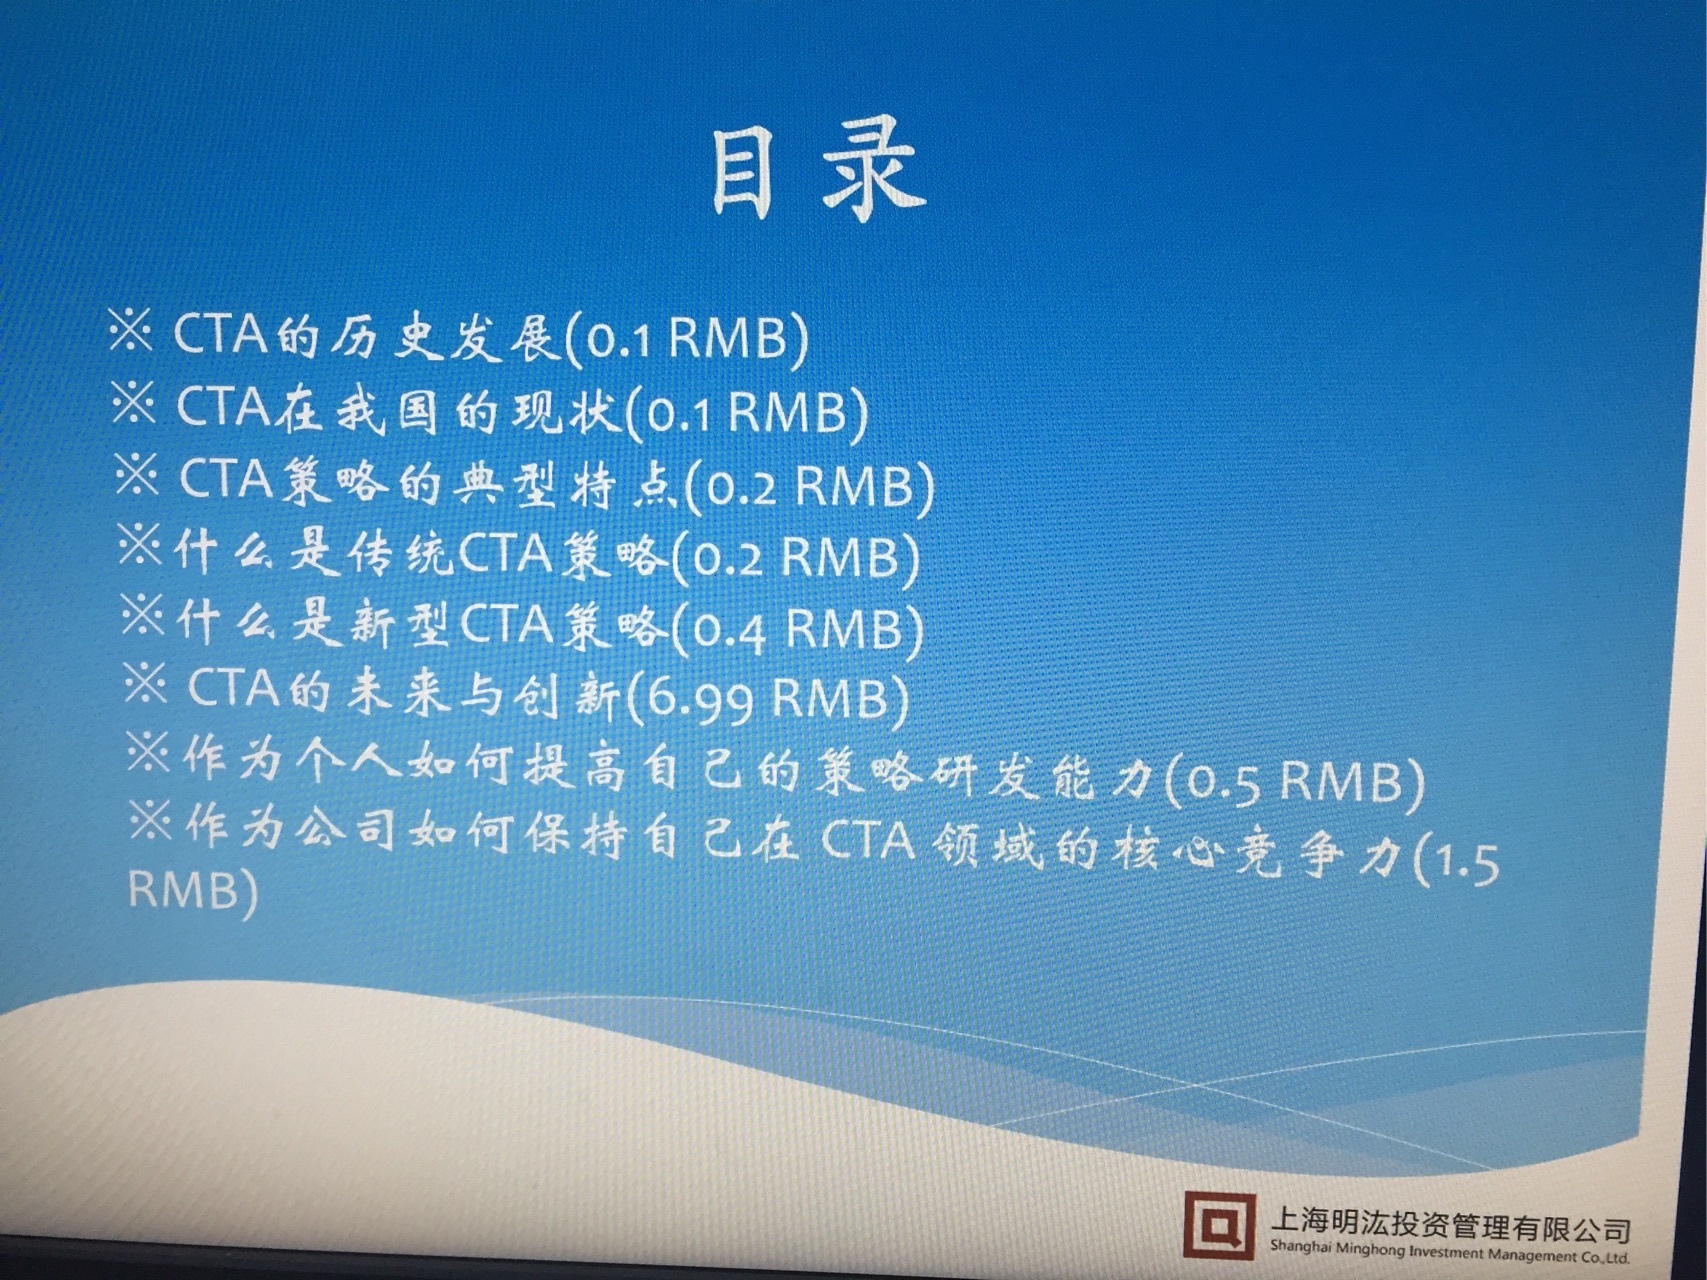 目录
※ CTA的历史发展(0.1 RMB)
※ CTA在我国的现状(0.1 RMB)
※ CTA策略的典型特点(0.2 RMB)
※什么是传统CTA策略(0.2 RMB)
※什么是新型CTA策略(0.4 RMB)
※ CTA的未来与创新(6.99 RMB)
※作为个人如何提高自己的策略研发能力(0.5 RMB)
※作为公司如何保持自己在 CTA 领域的核心竞争力(1.5
RMB)
上海明汯投资管理有限公司
Shanghai Minghong Investment Management Co.,Ltd.